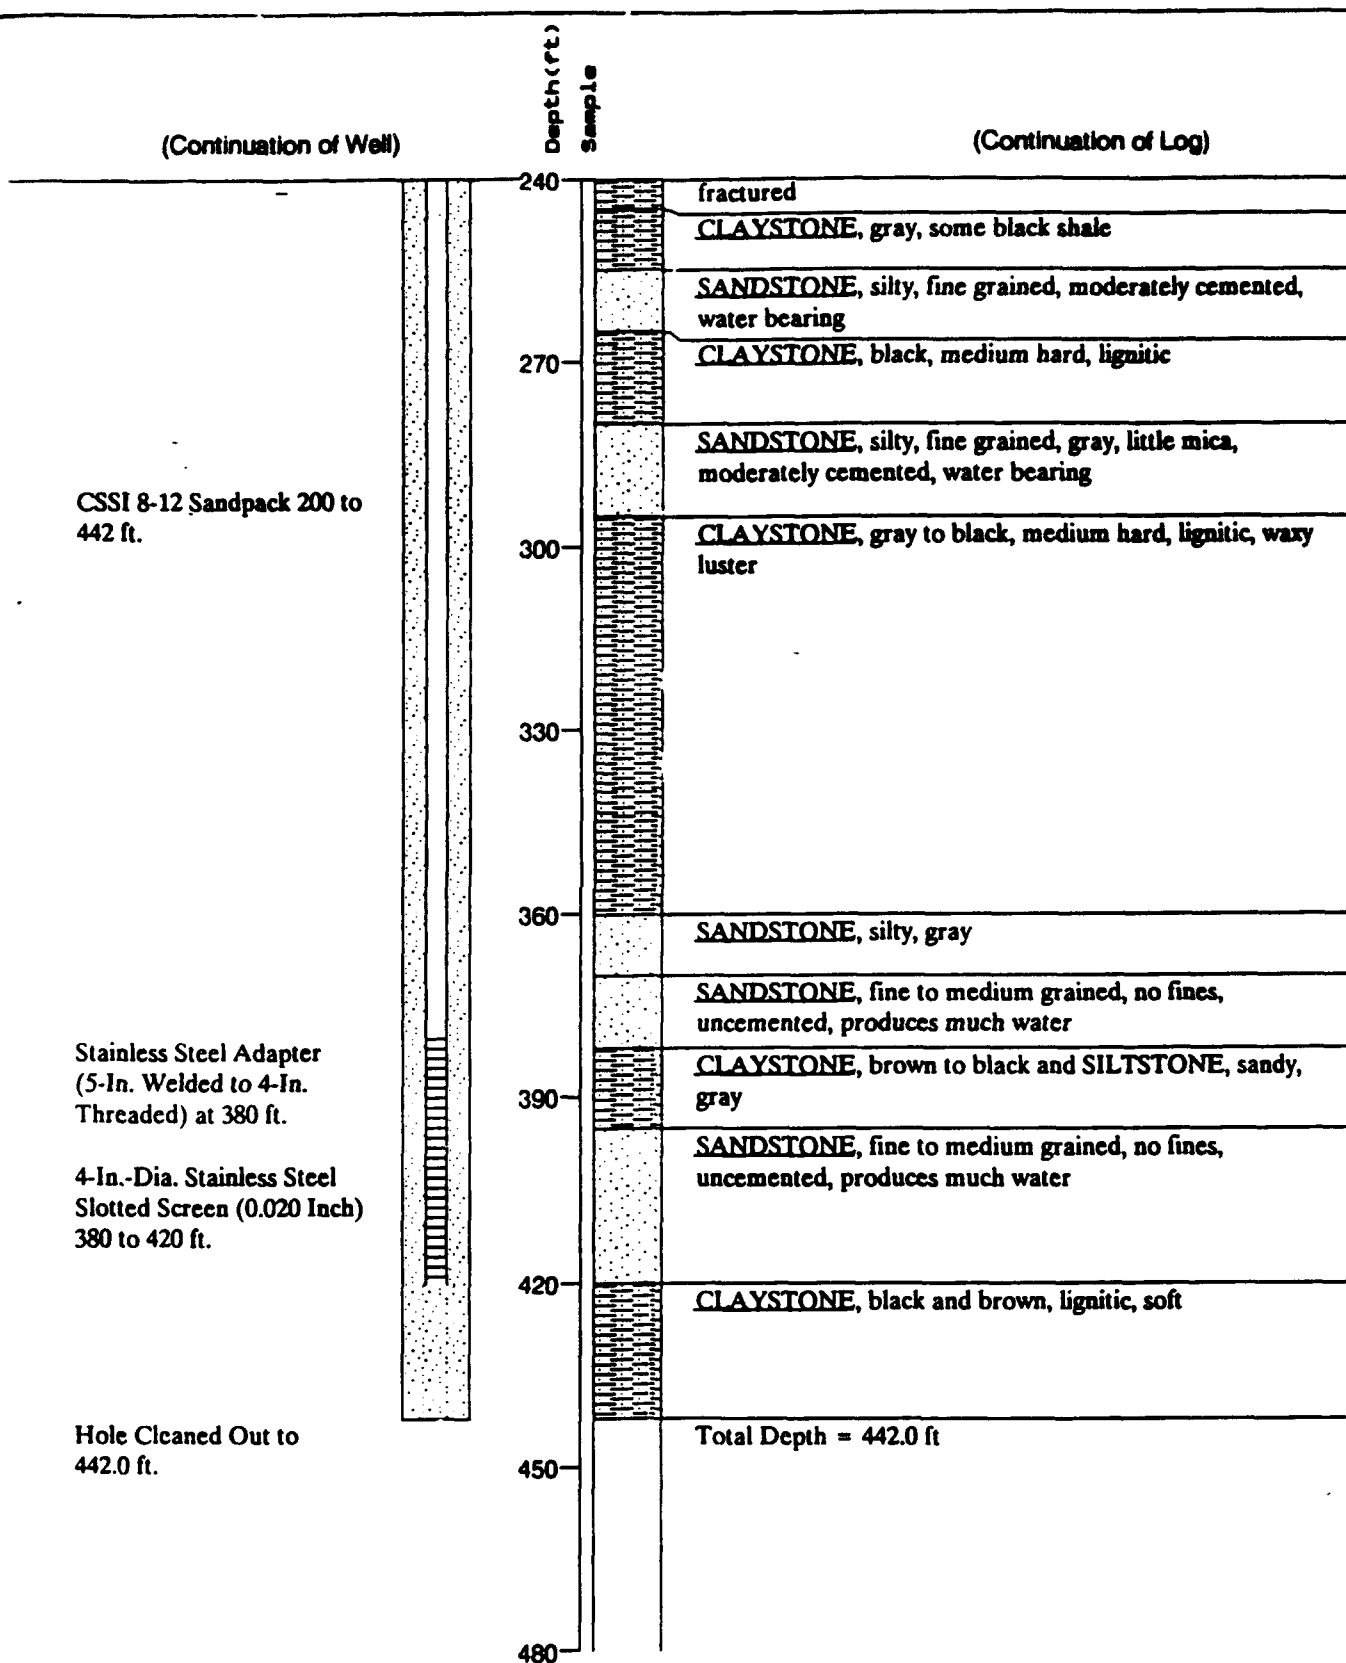 Depth(ft)
Sample
(Continuation of Well)
(Continuation of Log)
240
fractured
CLAYSTONE, gray, some black shale
SANDSTONE, silty, fine grained, moderately cemented,
water bearing
270
CLAYSTONE, black, medium hard, lignitic
SANDSTONE, silty, fine grained, gray, little mica,
moderately cemented, water bearing
CSSI 8-12 Sandpack 200 to
442 ft.
300
CLAYSTONE, gray to black, medium hard, lignitic, waxy
luster
330
360
SANDSTONE, silty, gray
SANDSTONE, fine to medium grained, no fines,
uncemented, produces much water
Stainless Steel Adapter
(5-In. Welded to 4-In.
Threaded) at 380 ft.
CLAYSTONE, brown to black and SILTSTONE, sandy,
gray
390
SANDSTONE, fine to medium grained, no fines,
uncemented, produces much water
4-In.-Dia. Stainless Steel
Slotted Screen (0.020 Inch)
380 to 420 ft.
420
CLAYSTONE, black and brown, lignitic, soft
Hole Cleaned Out to
442.0 ft.
Total Depth = 442.0 ft
450
480